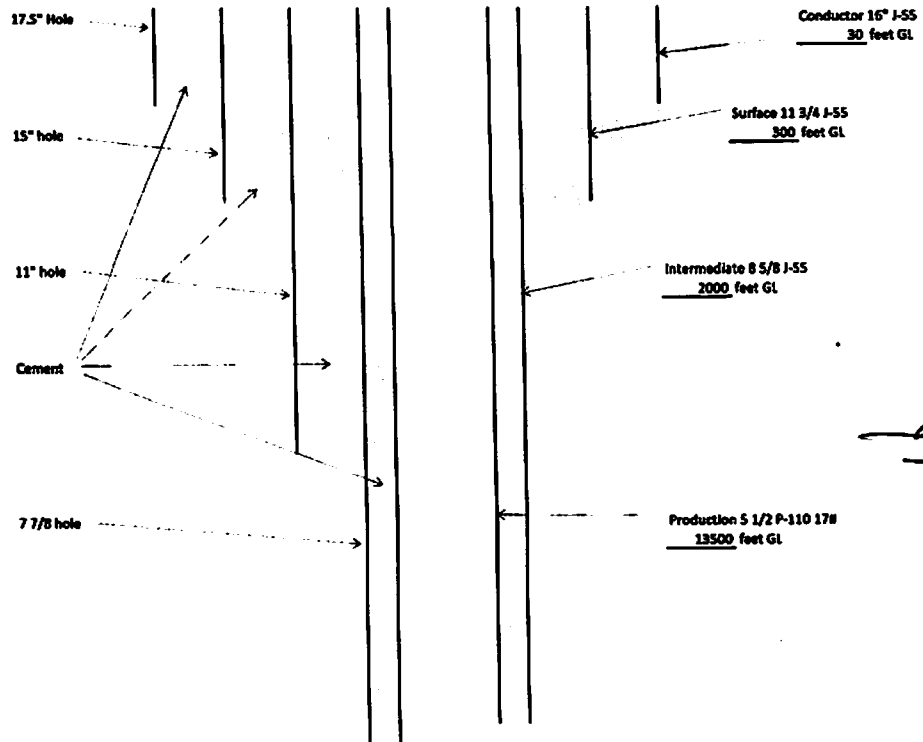 17.5" Hole
Conductor 16" J-55
30 feet GL
Surface 11 3/4 J-55
300 feet GL
15" hole
11" hole
Intermediate 8 5/8 J-55
2000 feet GL
Cement
7 7/8 hole
Production 5 1/2 P-110 17#
13500 feet GL